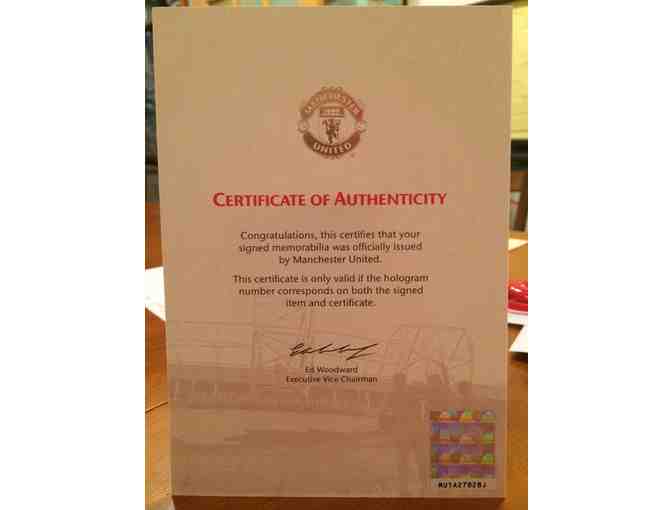 MANCHESTER
UNITED
CERTIFICATE OF AUTHENTICITY
Congratulations, this certifies that your
signed memorabilia was officially issued
by Manchester United.
This certificate is only valid if the hologram
number corresponds on both the signed
item and certificate.
Ed Woodward
Executive Vice Chairman
MU1A27028J